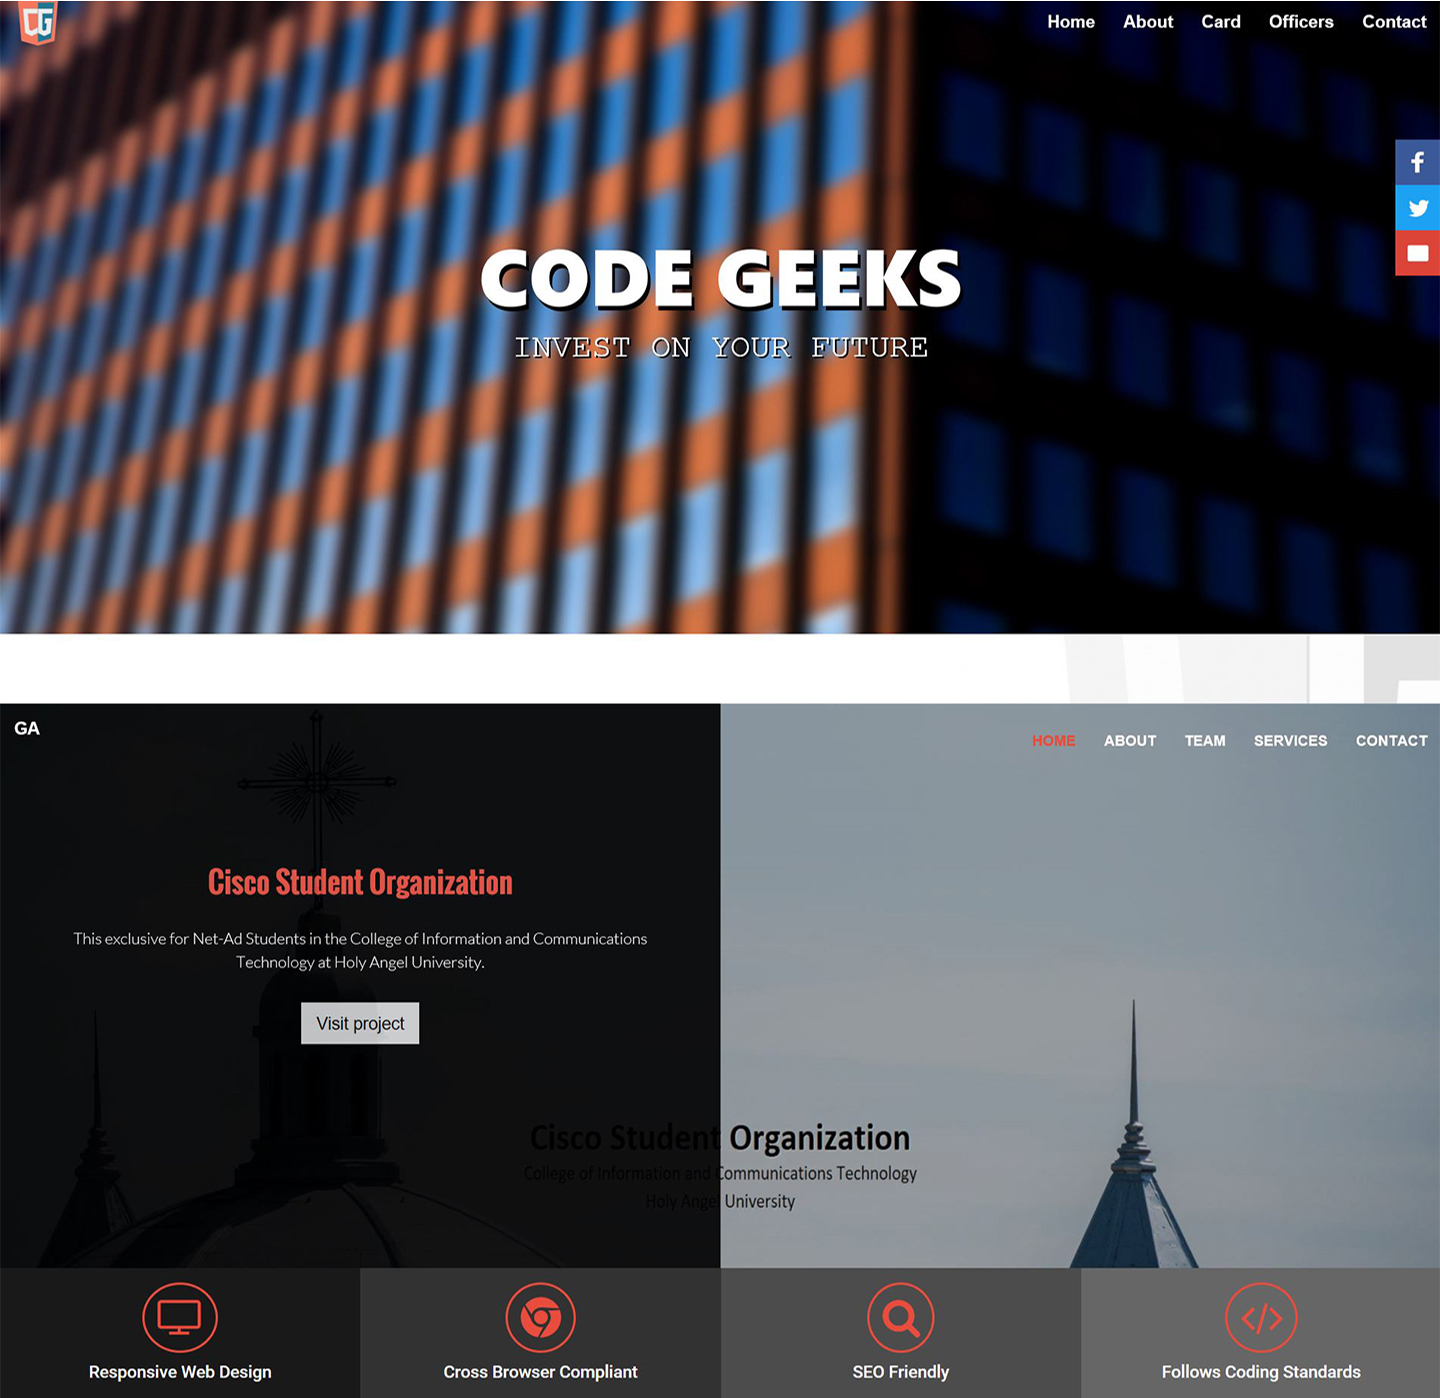 CG
Home About Card Officers Contact
CODE GEEKS
INVEST ON YOUR FUTURE
GA
HOME ABOUT TEAM SERVICES CONTACT
Cisco Student Organization
This exclusive for Net-Ad Students in the College of Information and Communications
Technology at Holy Angel University.
Visit project
Cisco Student Organization
College of Information and Communications Technology
Holy Angel University
Responsive Web Design
Cross Browser Compliant
SEO Friendly
Follows Coding Standards